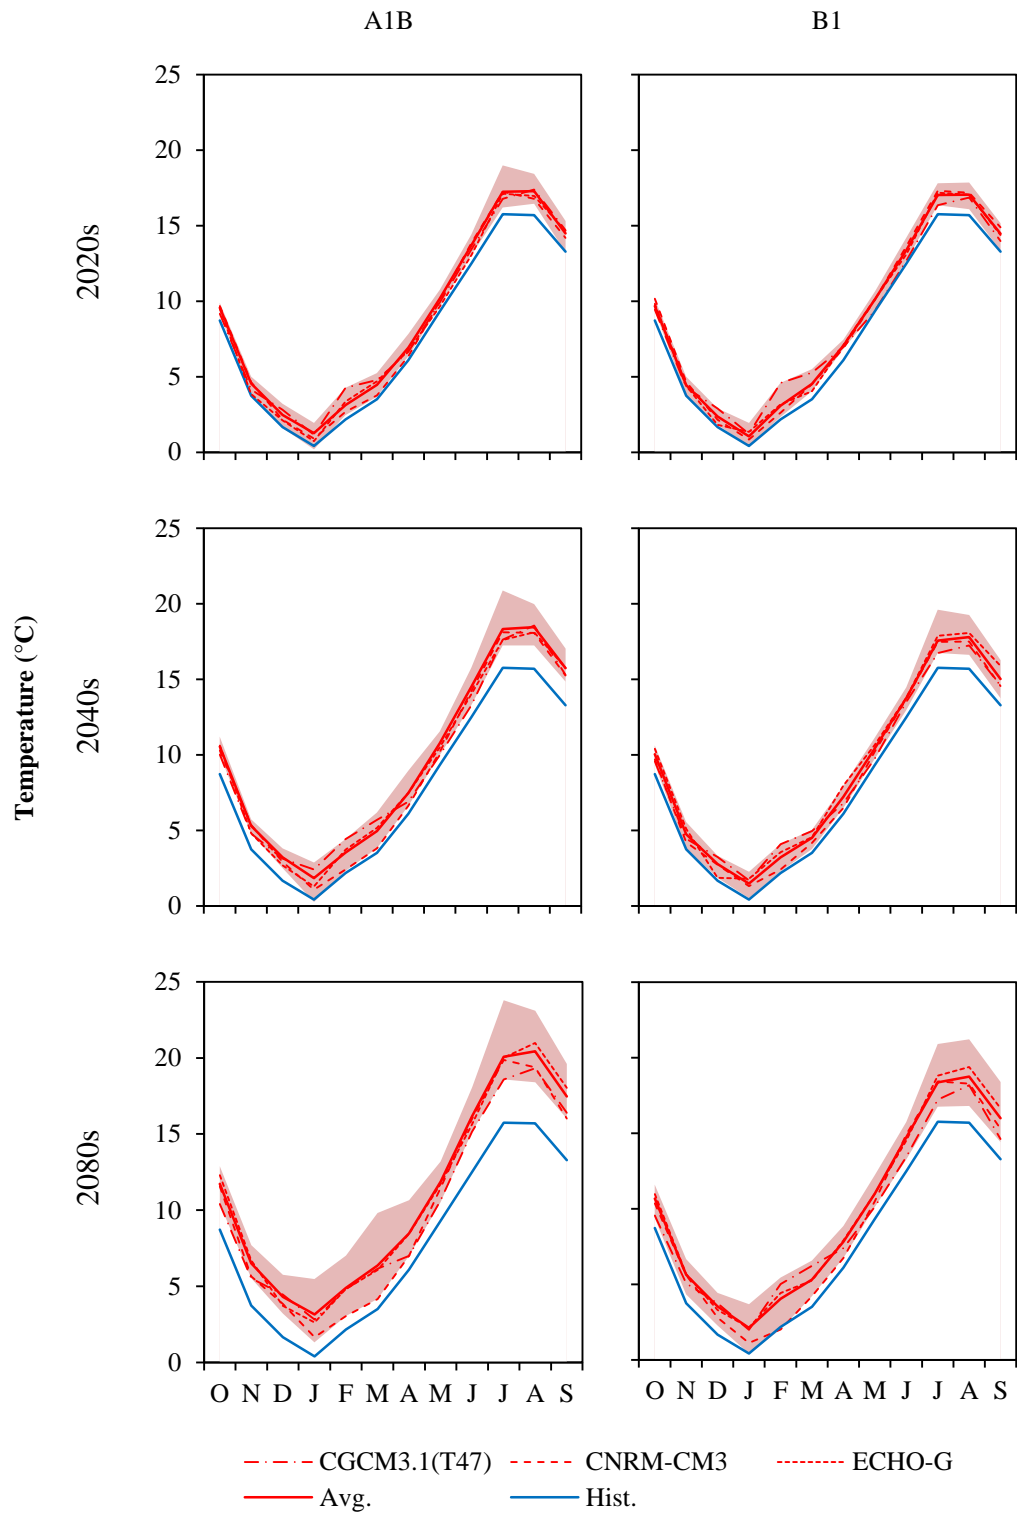 A1B B1
25
20
15
10
5
0
2020s
25
20
15
10
5
0
2040s
Temperature (°C)
25
20
15
10
5
0
2080s
O N D J F M A M J J A S O N D J F M A M J J A S
CGCM3.1(T47) CNRM-CM3 ECHO-G
Avg. Hist.